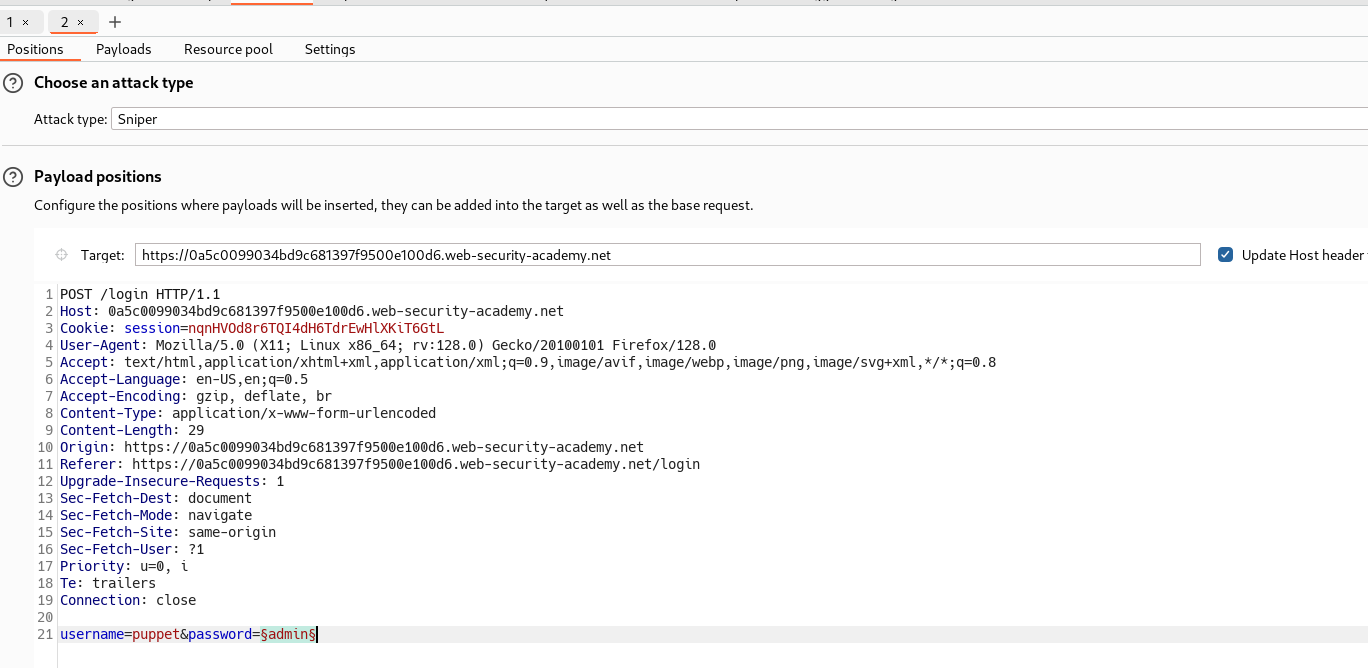 1 × 2 × +
Positions Payloads Resource pool Settings
? Choose an attack type
Attack type: Sniper
? Payload positions
Configure the positions where payloads will be inserted, they can be added into the target as well as the base request.
Target: https://0a5c0099034bd9c681397f9500e100d6.web-security-academy.net Update Host header
1 POST /login HTTP/1.1
2 Host: 0a5c0099034bd9c681397f9500e100d6.web-security-academy.net
3 Cookie: session=nqnHVOd8r6TQI4dH6TdrEwHlXKiT6GtL
4 User-Agent: Mozilla/5.0 (X11; Linux x86_64; rv:128.0) Gecko/20100101 Firefox/128.0
5 Accept: text/html,application/xhtml+xml,application/xml;q=0.9,image/avif,image/webp,image/png,image/svg+xml,*/*;q=0.8
6 Accept-Language: en-US,en;q=0.5
7 Accept-Encoding: gzip, deflate, br
8 Content-Type: application/x-www-form-urlencoded
9 Content-Length: 29
10 Origin: https://0a5c0099034bd9c681397f9500e100d6.web-security-academy.net
11 Referer: https://0a5c0099034bd9c681397f9500e100d6.web-security-academy.net/login
12 Upgrade-Insecure-Requests: 1
13 Sec-Fetch-Dest: document
14 Sec-Fetch-Mode: navigate
15 Sec-Fetch-Site: same-origin
16 Sec-Fetch-User: ?1
17 Priority: u=0, i
18 Te: trailers
19 Connection: close
20
21 username=puppet&password=§admin§